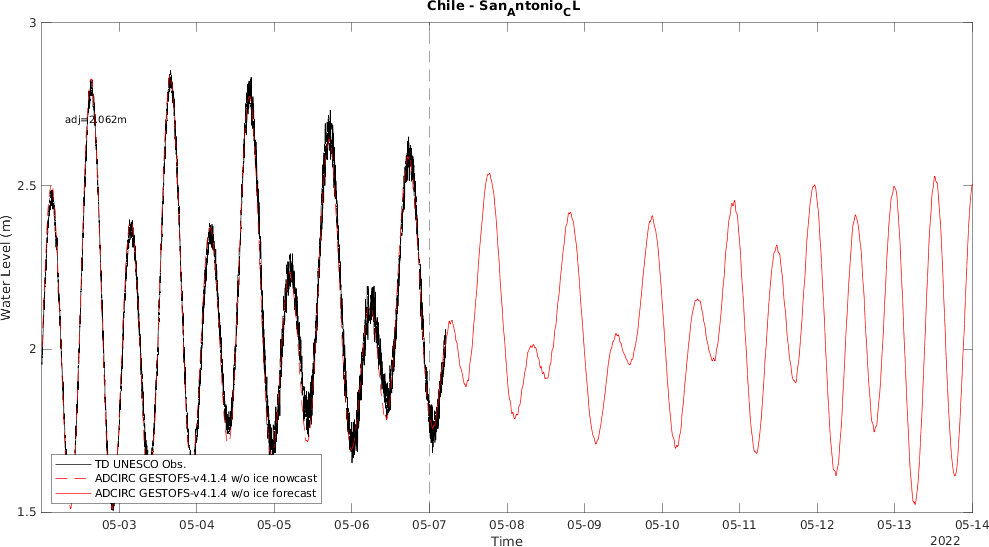 Chile - San_Antonio_CL
3
adj=2.062m
2.5
Water Level (m)
2
TD UNESCO Obs.
ADCIRC GESTOFS-v4.1.4 w/o ice nowcast
ADCIRC GESTOFS-v4.1.4 w/o ice forecast
1.5
05-03 05-04 05-05 05-06 05-07 05-08 05-09 05-10 05-11 05-12 05-13 05-14
Time
2022